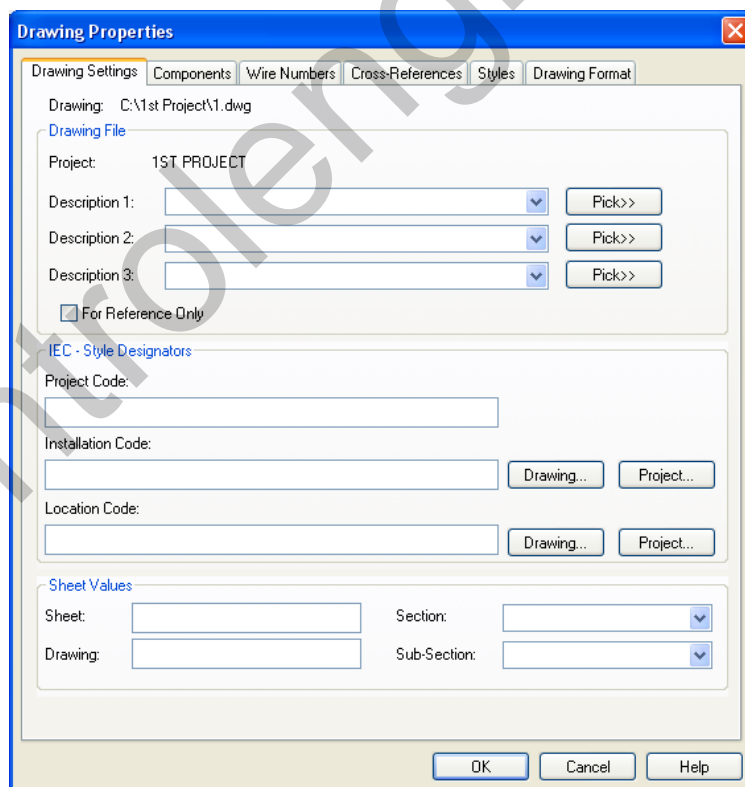 Drawing Properties
Drawing Settings Components Wire Numbers Cross-References Styles Drawing Format
Drawing: C:\1st Project\1.dwg
Drawing File
Project: 1ST PROJECT
Description 1: Pick>>
Description 2: Pick>>
Description 3: Pick>>
For Reference Only
IEC - Style Designators
Project Code:
Installation Code:
Drawing... Project...
Location Code:
Drawing... Project...
Sheet Values
Sheet: Section:
Drawing: Sub-Section:
OK Cancel Help
ntroleng